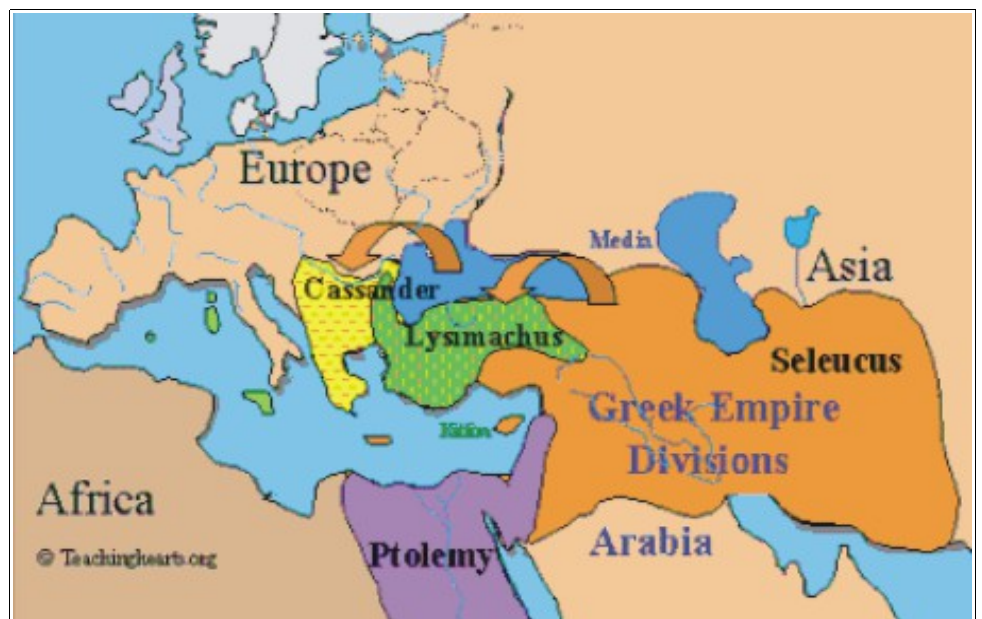 Europe
Media
Asia
Cassander
Lysimachus
Seleucus
Greek Empire
Divisions
Kition
Africa
© Teachinghearts.org
Ptolemy
Arabia